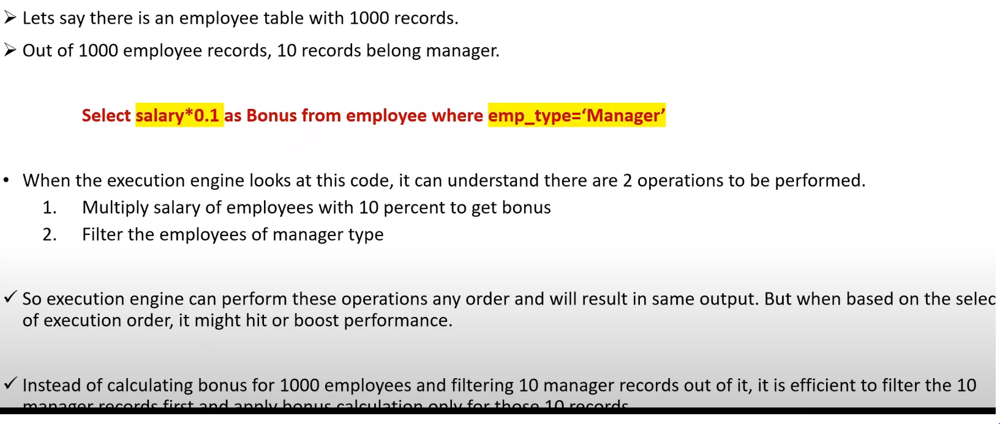 ➢ Lets say there is an employee table with 1000 records.
➢ Out of 1000 employee records, 10 records belong manager.
Select salary*0.1 as Bonus from employee where emp_type=‘Manager’
• When the execution engine looks at this code, it can understand there are 2 operations to be performed.
1. Multiply salary of employees with 10 percent to get bonus
2. Filter the employees of manager type
✓ So execution engine can perform these operations any order and will result in same output. But when based on the selec
of execution order, it might hit or boost performance.
✓ Instead of calculating bonus for 1000 employees and filtering 10 manager records out of it, it is efficient to filter the 10
manager records first and apply bonus calculation only for those 10 records